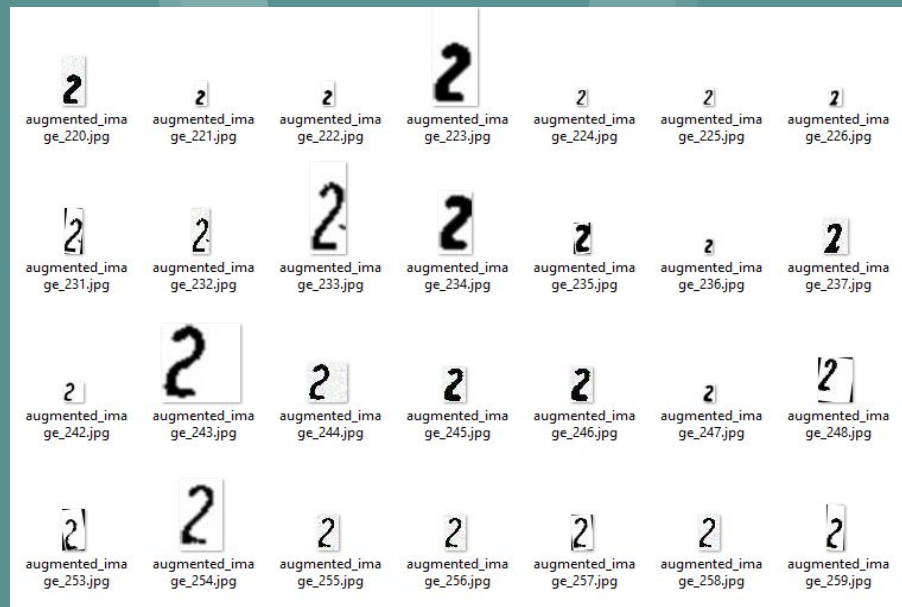 2 2 2 2 2 2 2
augmented_ima augmented_ima augmented_ima augmented_ima augmented_ima augmented_ima augmented_ima
ge_220.jpg ge_221.jpg ge_222.jpg ge_223.jpg ge_224.jpg ge_225.jpg ge_226.jpg
2 2 2 2 2 2 2
augmented_ima augmented_ima augmented_ima augmented_ima augmented_ima augmented_ima augmented_ima
ge_231.jpg ge_232.jpg ge_233.jpg ge_234.jpg ge_235.jpg ge_236.jpg ge_237.jpg
2 2 2 2 2 2 2
augmented_ima augmented_ima augmented_ima augmented_ima augmented_ima augmented_ima augmented_ima
ge_242.jpg ge_243.jpg ge_244.jpg ge_245.jpg ge_246.jpg ge_247.jpg ge_248.jpg
2 2 2 2 2 2 2
augmented_ima augmented_ima augmented_ima augmented_ima augmented_ima augmented_ima augmented_ima
ge_253.jpg ge_254.jpg ge_255.jpg ge_256.jpg ge_257.jpg ge_258.jpg ge_259.jpg